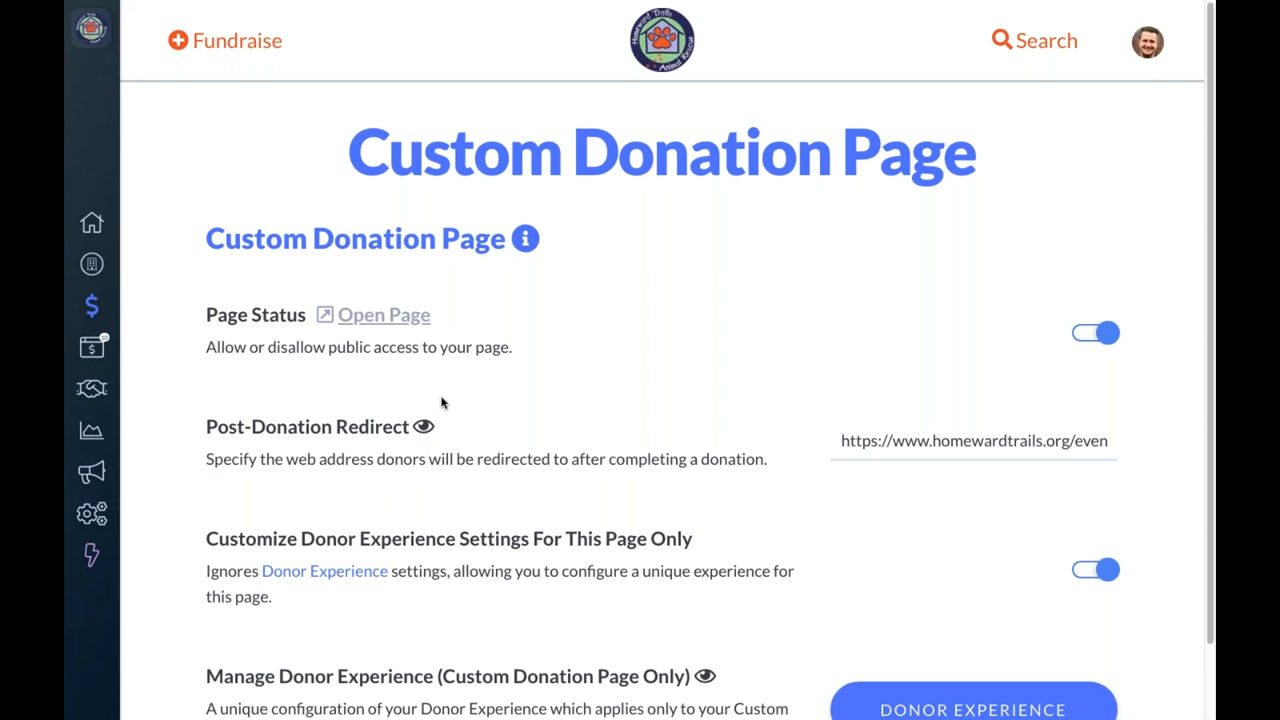 Fundraise
Homeward Trails
Animal Rescue
Search
Custom Donation Page
Custom Donation Page
Page Status Open Page
Allow or disallow public access to your page.
Post-Donation Redirect
https://www.homewardtrails.org/even
Specify the web address donors will be redirected to after completing a donation.
Customize Donor Experience Settings For This Page Only
Ignores Donor Experience settings, allowing you to configure a unique experience for
this page.
Manage Donor Experience (Custom Donation Page Only)
A unique configuration of your Donor Experience which applies only to your Custom
DONOR EXPERIENCE